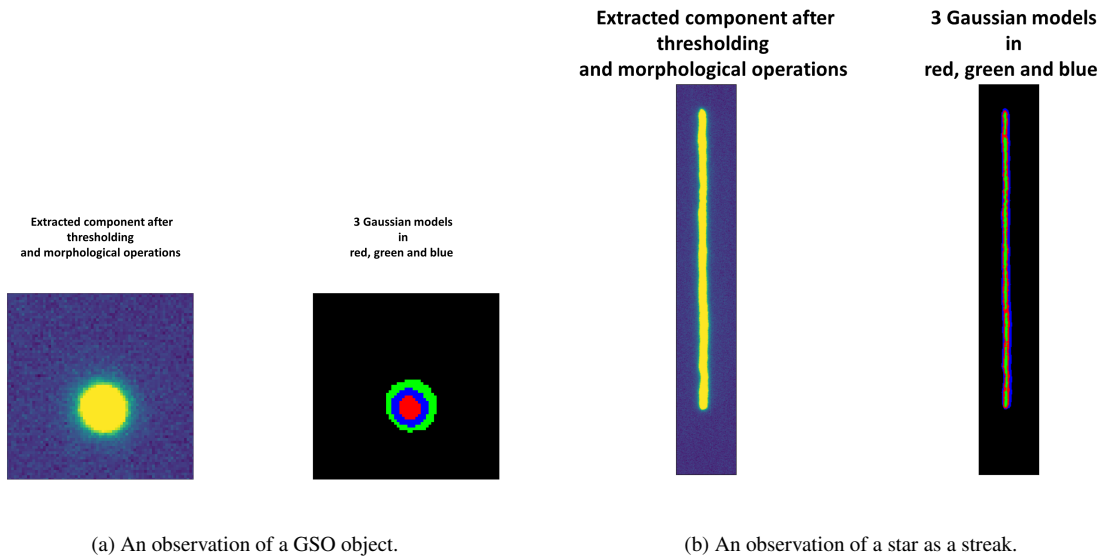 Extracted component after
thresholding
and morphological operations
3 Gaussian models
in
red, green and blue
(a) An observation of a GSO object.
Extracted component after
thresholding
and morphological operations
3 Gaussian models
in
red, green and blue
(b) An observation of a star as a streak.